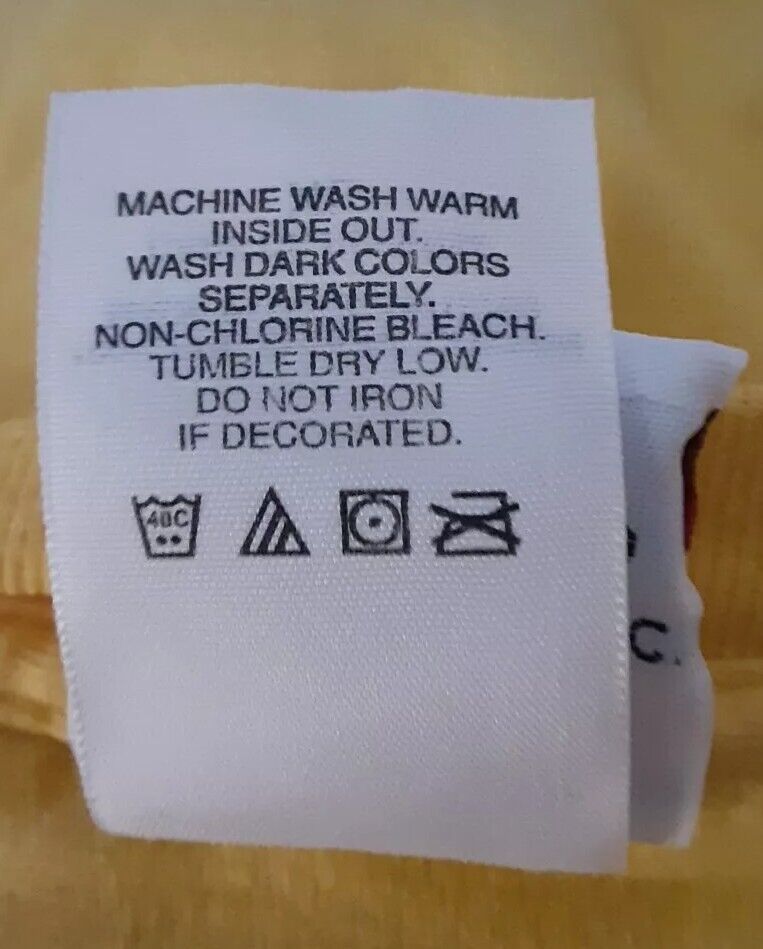 MACHINE WASH WARM
INSIDE OUT.
WASH DARK COLORS
SEPARATELY.
NON-CHLORINE BLEACH.
TUMBLE DRY LOW.
DO NOT IRON
IF DECORATED.
40C
C.